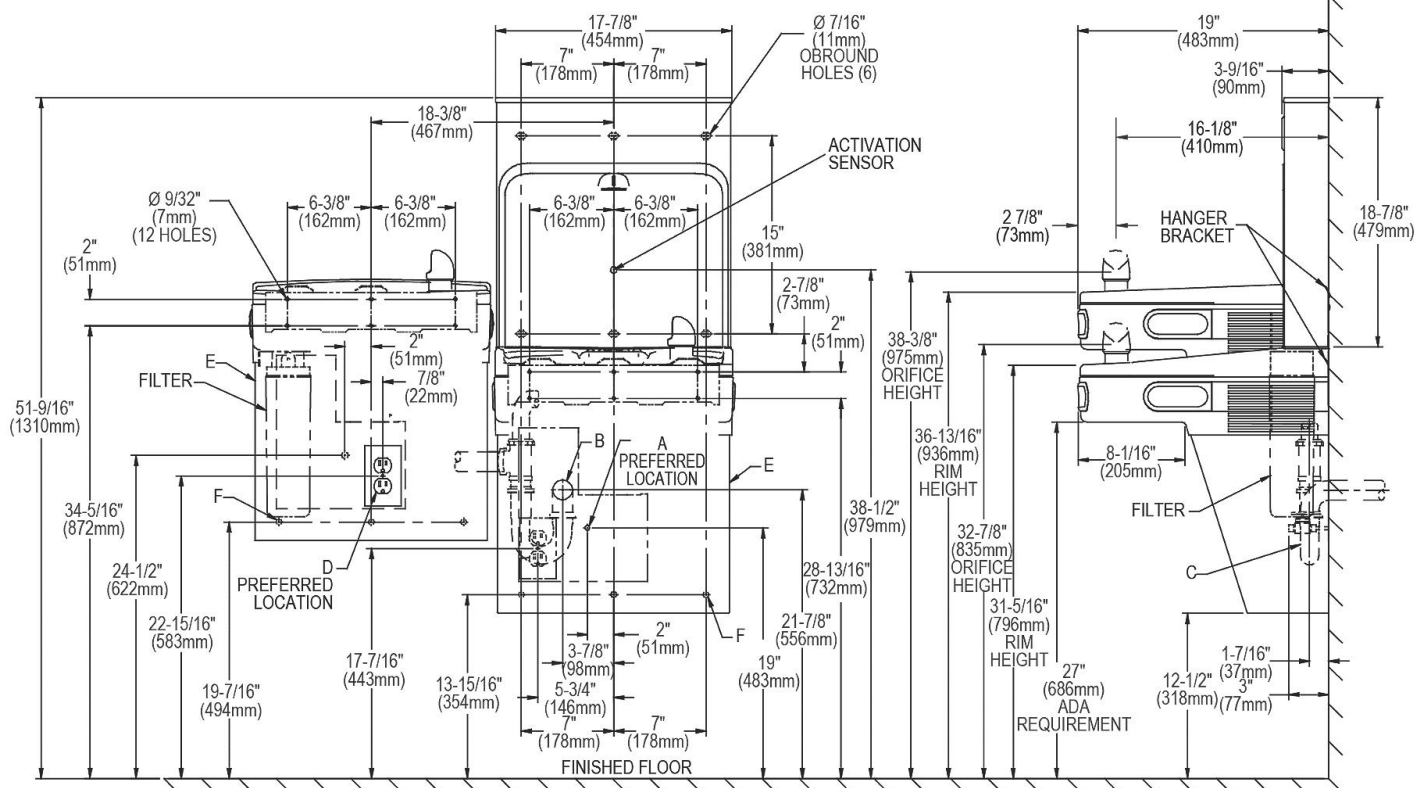 17-7/8"
(454mm)
7"
(178mm)
7"
(178mm)
Ø 7/16"
(11mm)
OBROUND
HOLES (6)
19"
(483mm)
3-9/16"
(90mm)
18-3/8"
(467mm)
16-1/8"
(410mm)
ACTIVATION
SENSOR
Ø 9/32"
(7mm)
(12 HOLES)
6-3/8"
(162mm)
6-3/8"
(162mm)
6-3/8"
(162mm)
6-3/8"
(162mm)
15"
(381mm)
2 7/8"
(73mm)
HANGER
BRACKET
18-7/8"
(479mm)
2"
(51mm)
2-7/8"
(73mm)
2"
(51mm)
2"
(51mm)
7/8"
(22mm)
E
FILTER
38-3/8"
(975mm)
ORIFICE
HEIGHT
51-9/16"
(1310mm)
B
A
PREFERRED
LOCATION
E
36-13/16"
(936mm)
RIM
HEIGHT
8-1/16"
(205mm)
FILTER
34-5/16"
(872mm)
F
38-1/2"
(979mm)
32-7/8"
(835mm)
ORIFICE
HEIGHT
24-1/2"
(622mm)
D
PREFERRED
LOCATION
28-13/16"
(732mm)
C
31-5/16"
(796mm)
RIM
HEIGHT
22-15/16"
(583mm)
21-7/8"
(556mm)
F
2"
(51mm)
3-7/8"
(98mm)
17-7/16"
(443mm)
19"
(483mm)
1-7/16"
(37mm)
27"
(686mm)
ADA
REQUIREMENT
12-1/2"
(318mm)
3"
(77mm)
19-7/16"
(494mm)
13-15/16"
(354mm)
5-3/4"
(146mm)
7"
(178mm)
7"
(178mm)
FINISHED FLOOR